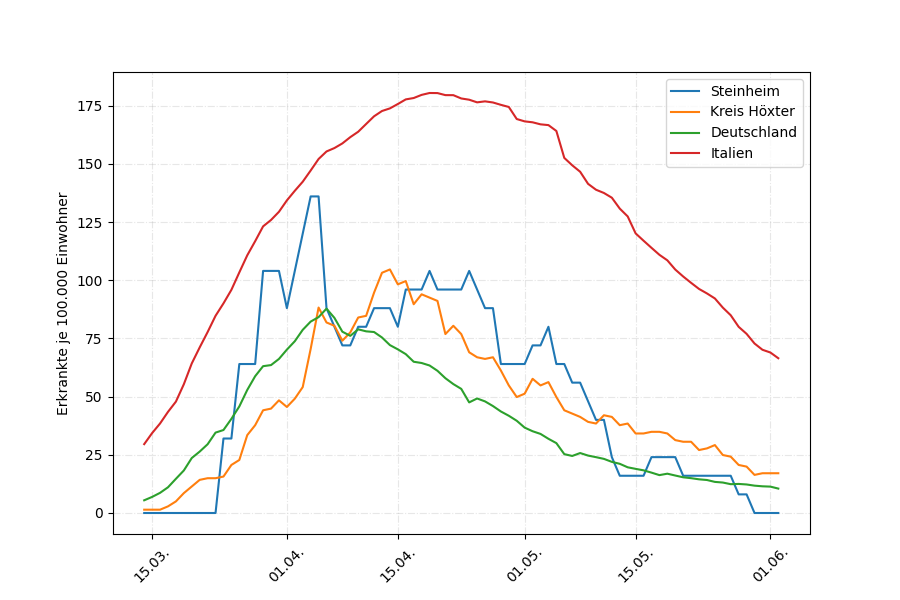 Steinheim
Kreis Höxter
Deutschland
Italien
Erkrankte je 100.000 Einwohner
175
150
125
100
75
50
25
0
15.03.
01.04.
15.04.
01.05.
15.05.
01.06.